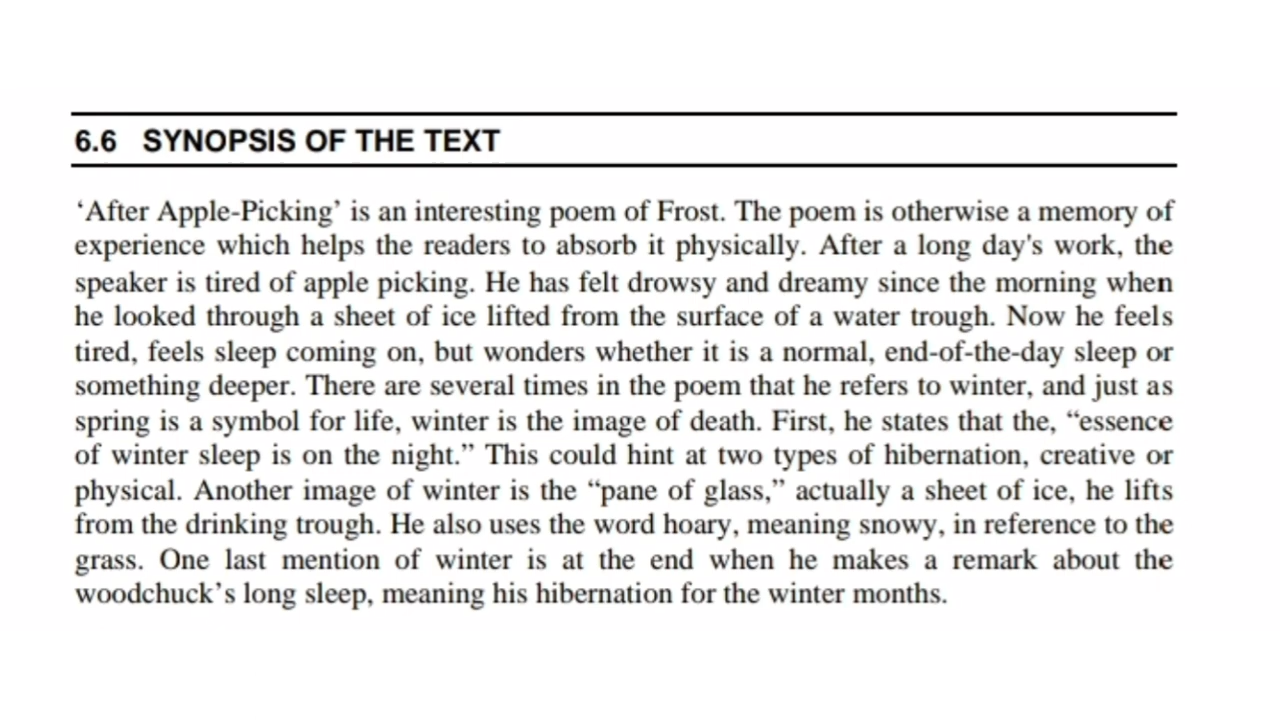 6.6 SYNOPSIS OF THE TEXT
‘After Apple-Picking’ is an interesting poem of Frost. The poem is otherwise a memory of
experience which helps the readers to absorb it physically. After a long day's work, the
speaker is tired of apple picking. He has felt drowsy and dreamy since the morning when
he looked through a sheet of ice lifted from the surface of a water trough. Now he feels
tired, feels sleep coming on, but wonders whether it is a normal, end-of-the-day sleep or
something deeper. There are several times in the poem that he refers to winter, and just as
spring is a symbol for life, winter is the image of death. First, he states that the, “essence
of winter sleep is on the night.” This could hint at two types of hibernation, creative or
physical. Another image of winter is the “pane of glass,” actually a sheet of ice, he lifts
from the drinking trough. He also uses the word hoary, meaning snowy, in reference to the
grass. One last mention of winter is at the end when he makes a remark about the
woodchuck’s long sleep, meaning his hibernation for the winter months.